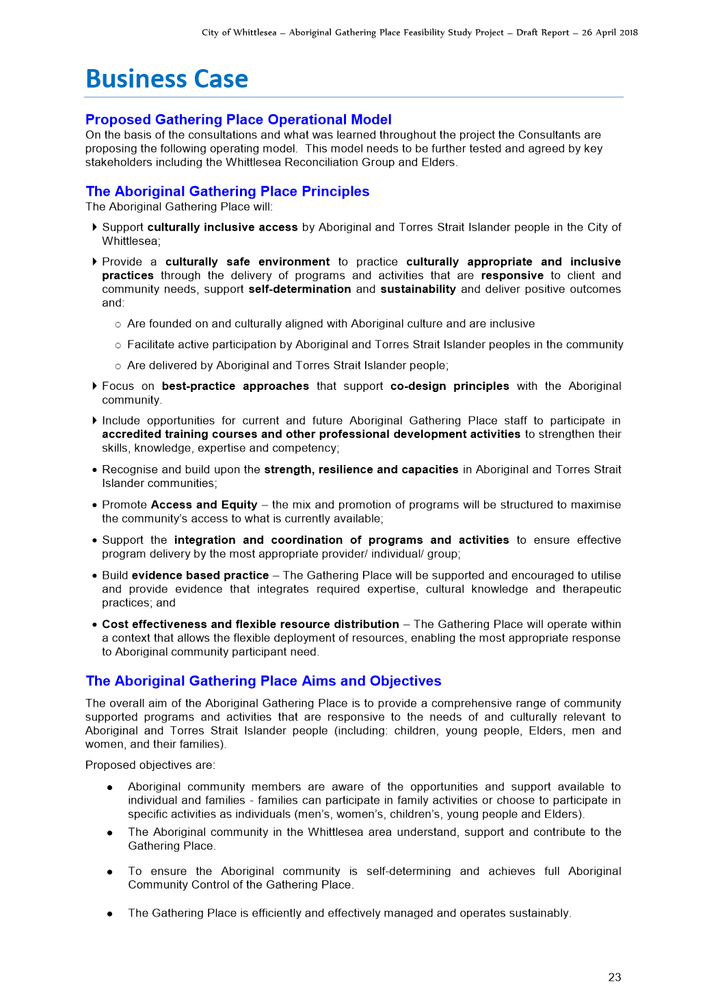 City of Whittlesea – Aboriginal Gathering Place Feasibility Study Project – Draft Report – 26 April 2018
Business Case
Proposed Gathering Place Operational Model
On the basis of the consultations and what was learned throughout the project the Consultants are
proposing the following operating model.  This model needs to be further tested and agreed by key
stakeholders including the Whittlesea Reconciliation Group and Elders.
The Aboriginal Gathering Place Principles
The Aboriginal Gathering Place will:
Support culturally inclusive access by Aboriginal and Torres Strait Islander people in the City of
Whittlesea;
Provide a culturally safe environment to practice culturally appropriate and inclusive
practices through the delivery of programs and activities that are responsive to client and
community needs, support self-determination and sustainability and deliver positive outcomes
and:
○ Are founded on and culturally aligned with Aboriginal culture and are inclusive
○ Facilitate active participation by Aboriginal and Torres Strait Islander peoples in the community
○ Are delivered by Aboriginal and Torres Strait Islander people;
Focus on best-practice approaches that support co-design principles with the Aboriginal
community.
Include opportunities for current and future Aboriginal Gathering Place staff to participate in
accredited training courses and other professional development activities to strengthen their
skills, knowledge, expertise and competency;
• Recognise and build upon the strength, resilience and capacities in Aboriginal and Torres Strait
Islander communities;
• Promote Access and Equity – the mix and promotion of programs will be structured to maximise
the community's access to what is currently available;
• Support the integration and coordination of programs and activities to ensure effective
program delivery by the most appropriate provider/ individual/ group;
• Build evidence based practice – The Gathering Place will be supported and encouraged to utilise
and provide evidence that integrates required expertise, cultural knowledge and therapeutic
practices; and
• Cost effectiveness and flexible resource distribution – The Gathering Place will operate within
a context that allows the flexible deployment of resources, enabling the most appropriate response
to Aboriginal community participant need.
The Aboriginal Gathering Place Aims and Objectives
The overall aim of the Aboriginal Gathering Place is to provide a comprehensive range of community
supported programs and activities that are responsive to the needs of and culturally relevant to
Aboriginal and Torres Strait Islander people (including: children, young people, Elders, men and
women, and their families).
Proposed objectives are:
● Aboriginal community members are aware of the opportunities and support available to
individual and families - families can participate in family activities or choose to participate in
specific activities as individuals (men's, women's, children's, young people and Elders).
● The Aboriginal community in the Whittlesea area understand, support and contribute to the
Gathering Place.
● To ensure the Aboriginal community is self-determining and achieves full Aboriginal
Community Control of the Gathering Place.
● The Gathering Place is efficiently and effectively managed and operates sustainably.
23